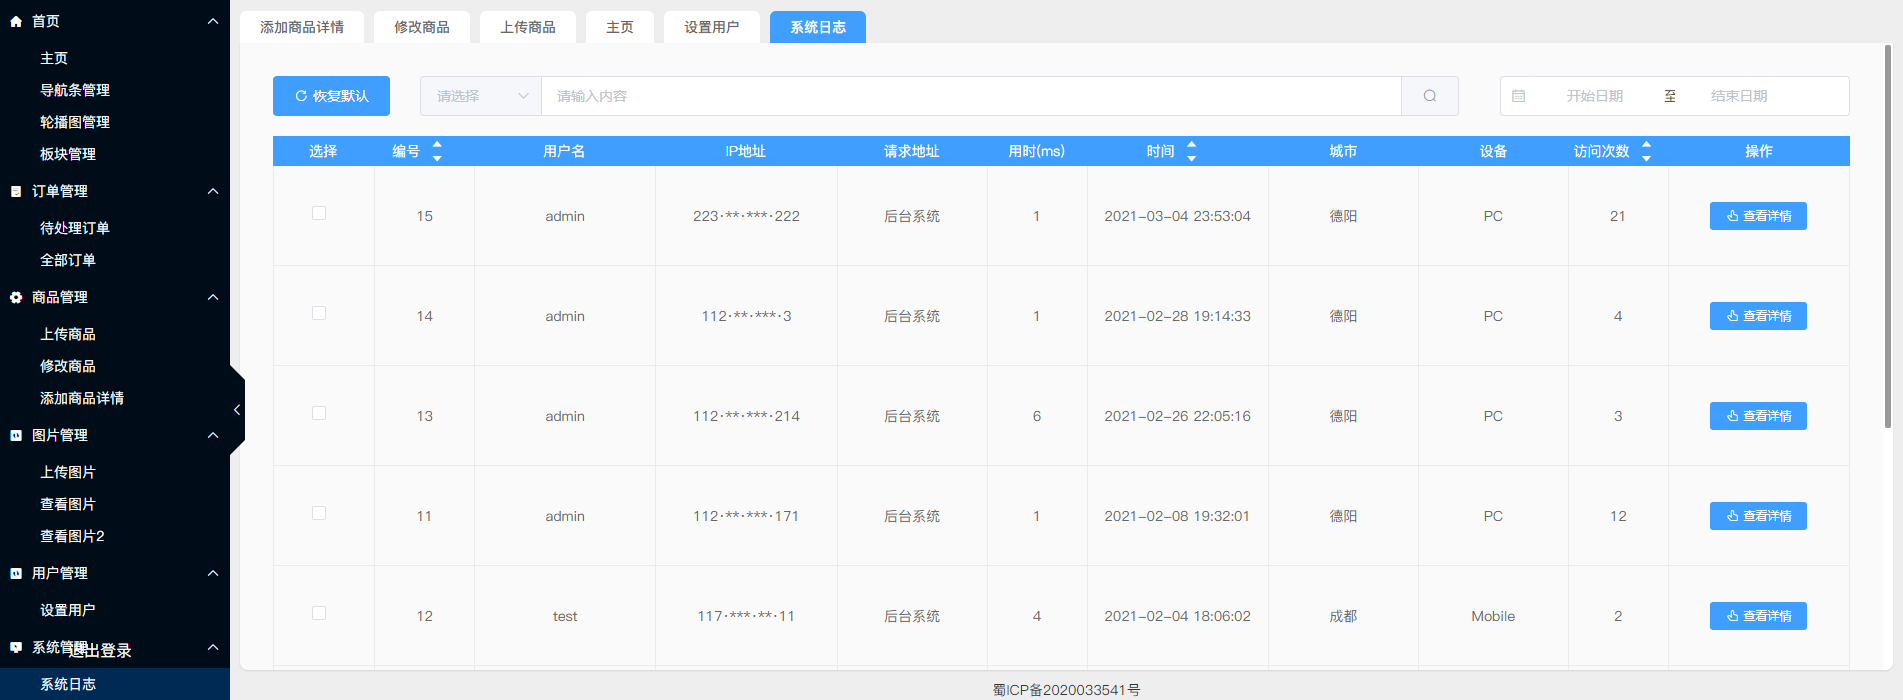 首页
主页
导航条管理
轮播图管理
板块管理
订单管理
待处理订单
全部订单
商品管理
上传商品
修改商品
添加商品详情
图片管理
上传图片
查看图片
查看图片2
用户管理
设置用户
系统管理
退出登录
系统日志
添加商品详情 修改商品 上传商品 主页 设置用户 系统日志
恢复默认 请选择 请输入内容 开始日期 至 结束日期
选择 编号 用户名 IP地址 请求地址 用时(ms) 时间 城市 设备 访问次数 操作
15 admin 223.**.***.222 后台系统 1 2021-03-04 23:53:04 德阳 PC 21 查看详情
14 admin 112.**.***.3 后台系统 1 2021-02-28 19:14:33 德阳 PC 4 查看详情
13 admin 112.**.***.214 后台系统 6 2021-02-26 22:05:16 德阳 PC 3 查看详情
11 admin 112.**.***.171 后台系统 1 2021-02-08 19:32:01 德阳 PC 12 查看详情
12 test 117.***.**.11 后台系统 4 2021-02-04 18:06:02 成都 Mobile 2 查看详情
蜀ICP备2020033541号